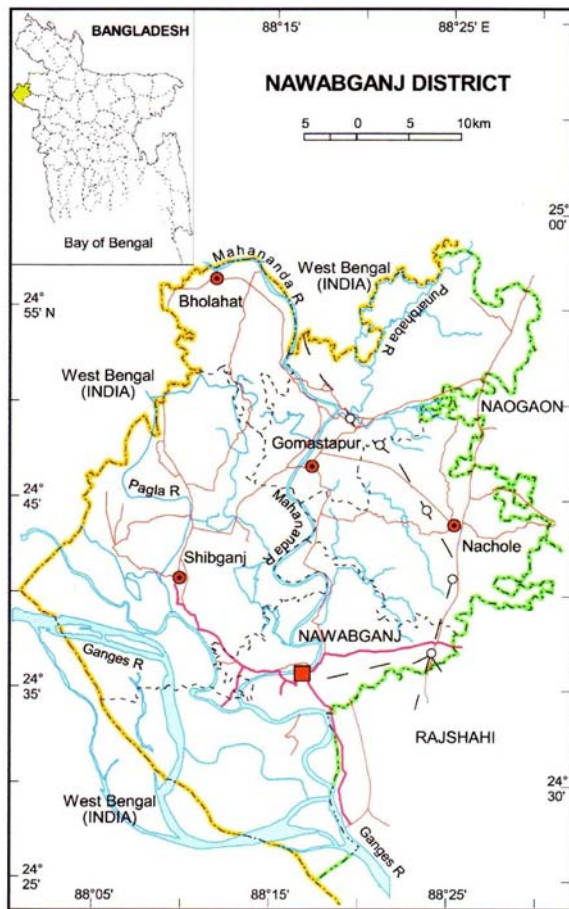 88°15'
88°25' E
BANGLADESH
Bay of Bengal
NAWABGANJ DISTRICT
5 0 5 10km
25°
00'
Mahananda R
West Bengal
(INDIA)
Punarbhaba R
24°
55' N
Bholahat
West Bengal
(INDIA)
NAOGAON
Gomastapur
24°
45'
Pagla R
Mahananda R
Nachole
Shibganj
NAWABGANJ
Ganges R
24°
35'
RAJSHAHI
West Bengal
(INDIA)
24°
30'
Ganges R
24°
25'
88°05'
88°15'
88°25'